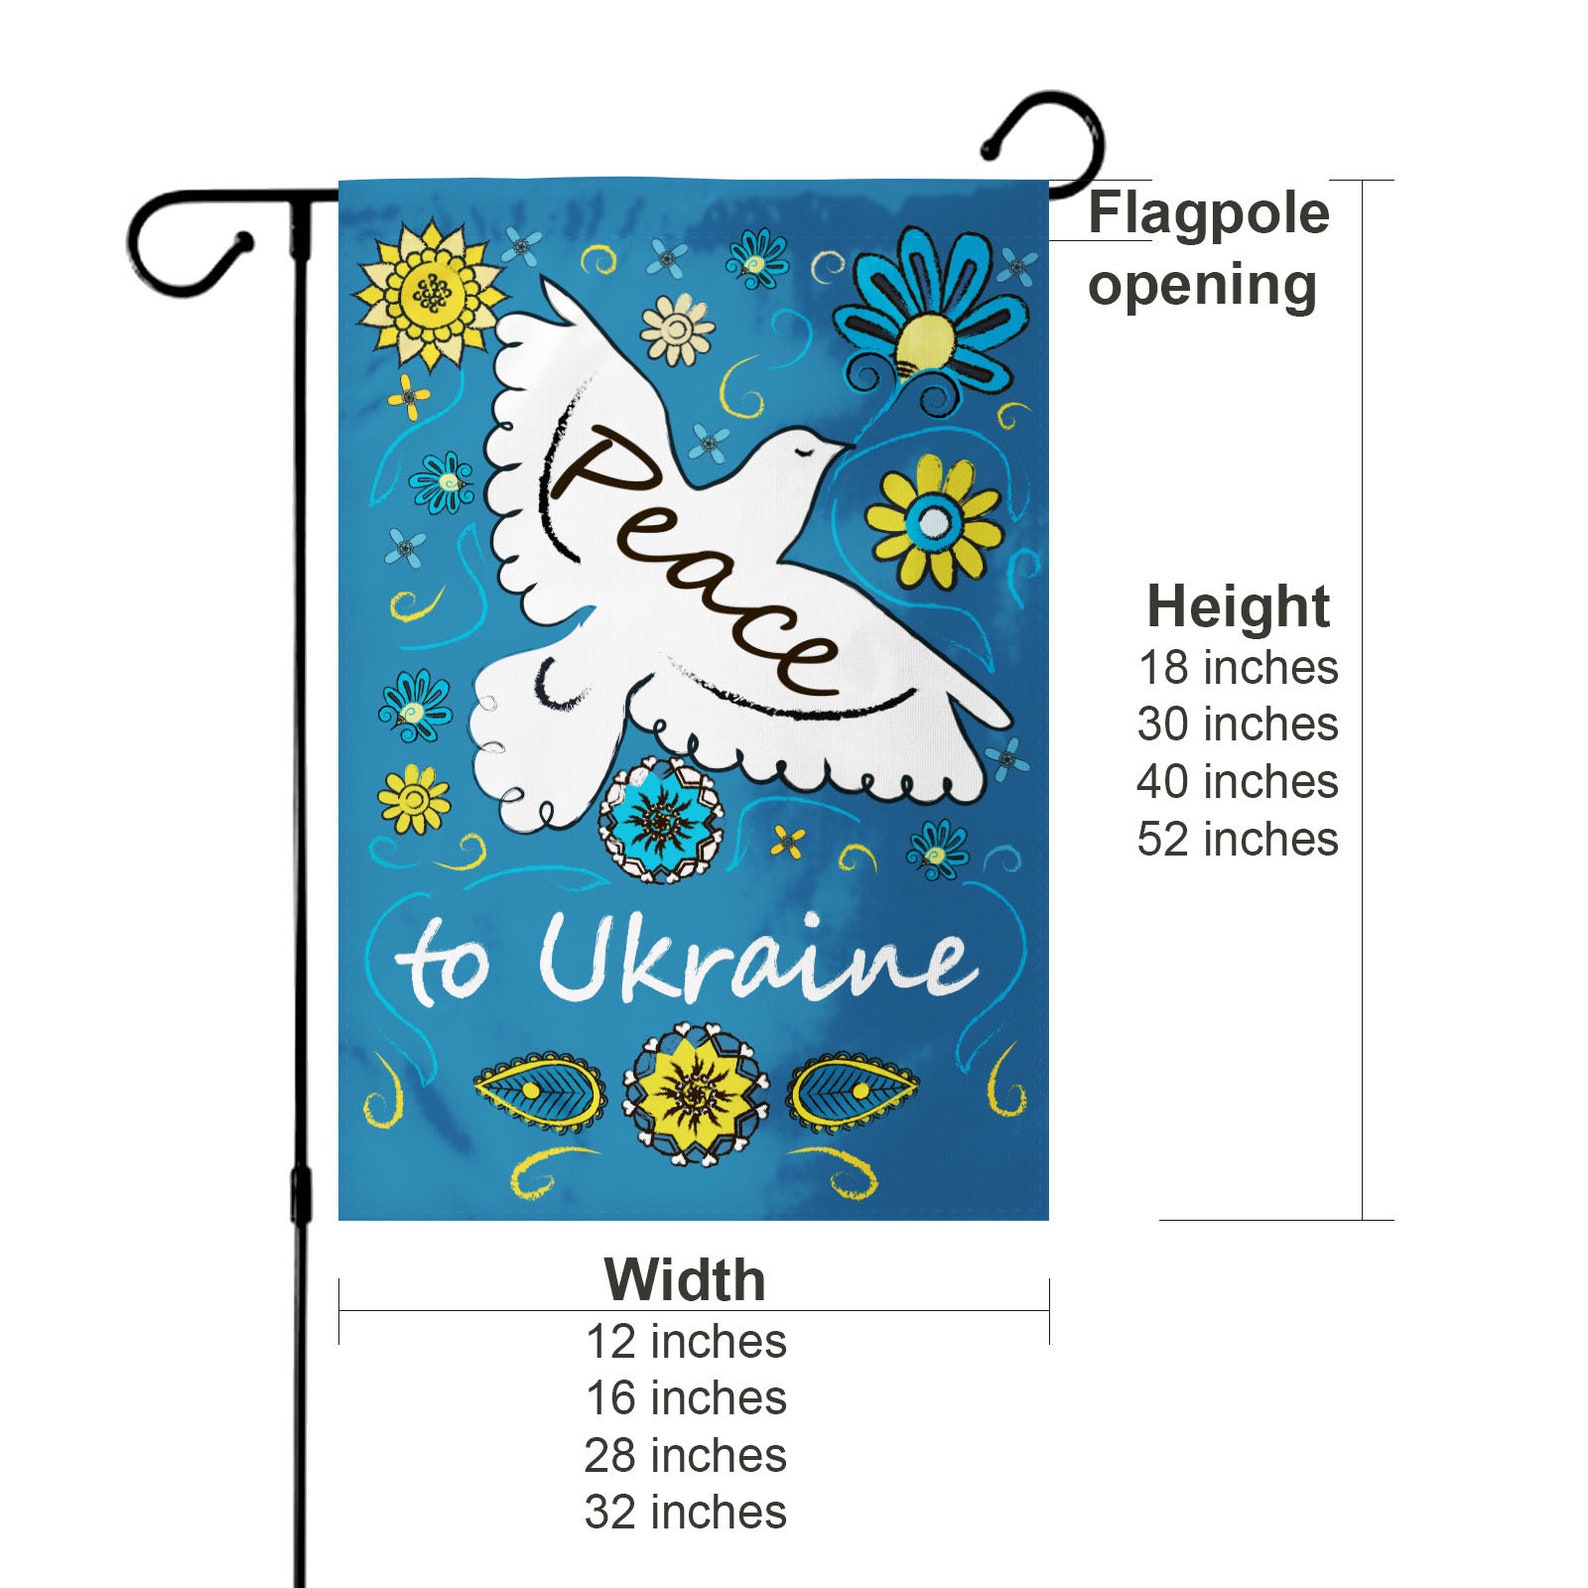 Flagpole
opening
Peace
to Ukraine
Height
18 inches
30 inches
40 inches
52 inches
Width
12 inches
16 inches
28 inches
32 inches